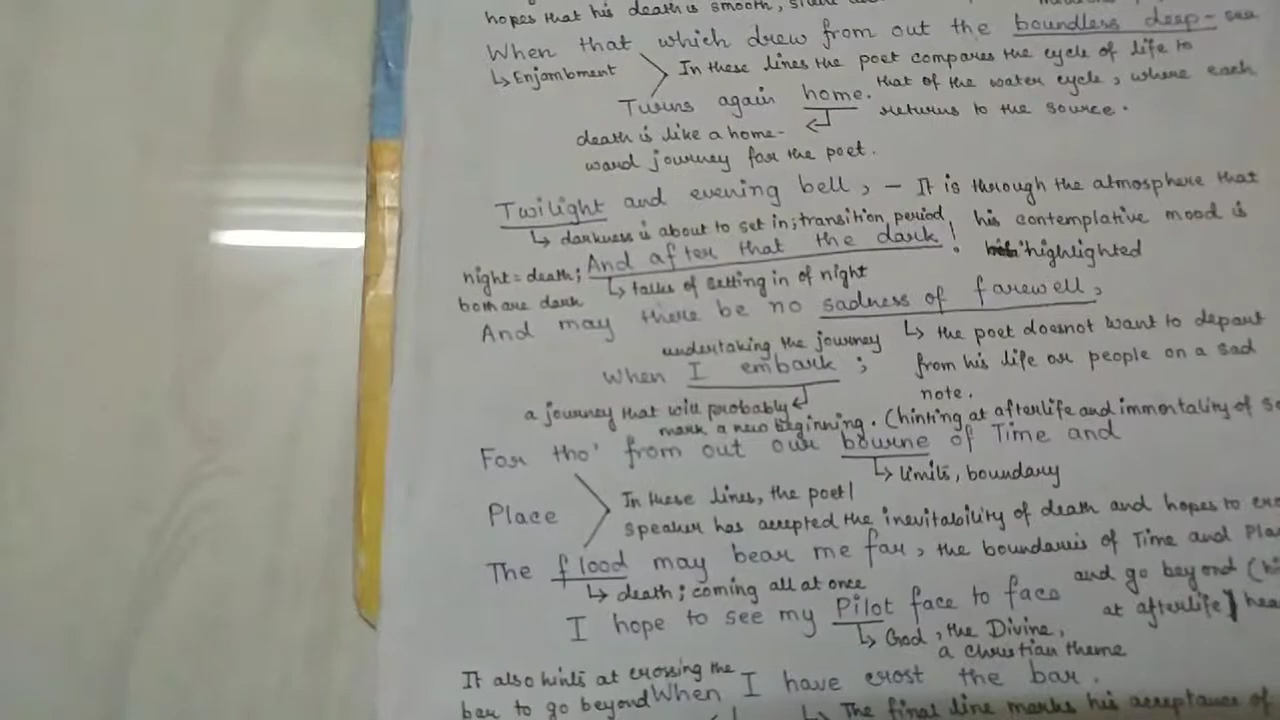 hopes that his death is smooth,
When that which drew from out the boundless deep - sea
↳ Enjambment
In these lines the poet compares the cycle of life to
that of the water cycle, where each
Turns again home.
returns to the source.
death is like a home-
ward journey for the poet.
Twilight and evening bell, - It is through the atmosphere that
↳ darkness is about to set in; transition period
his contemplative mood is
highlighted
night = death;
both are dark
And after that the dark!
↳ talks of setting in of night
And may there be no sadness of farewell,
undertaking the journey
↳ the poet doesnot want to depart
from his life or people on a sad
note.
When I embark;
a journey that will probably
mark a new beginning. (hinting at afterlife and immortality of
For tho' from out our bourne of Time and
↳ limits, boundary
Place
In these lines, the poet/
speaker has accepted the inevitability of death and hopes to
The flood may bear me far, the boundaries of Time and
↳ death; coming all at once
and go beyond
at afterlife)
I hope to see my Pilot face to face
↳ God, the Divine,
a christian theme
It also hints at crossing the
bar to go beyond
When I have crost the bar.
↳ The final line marks his acceptance of